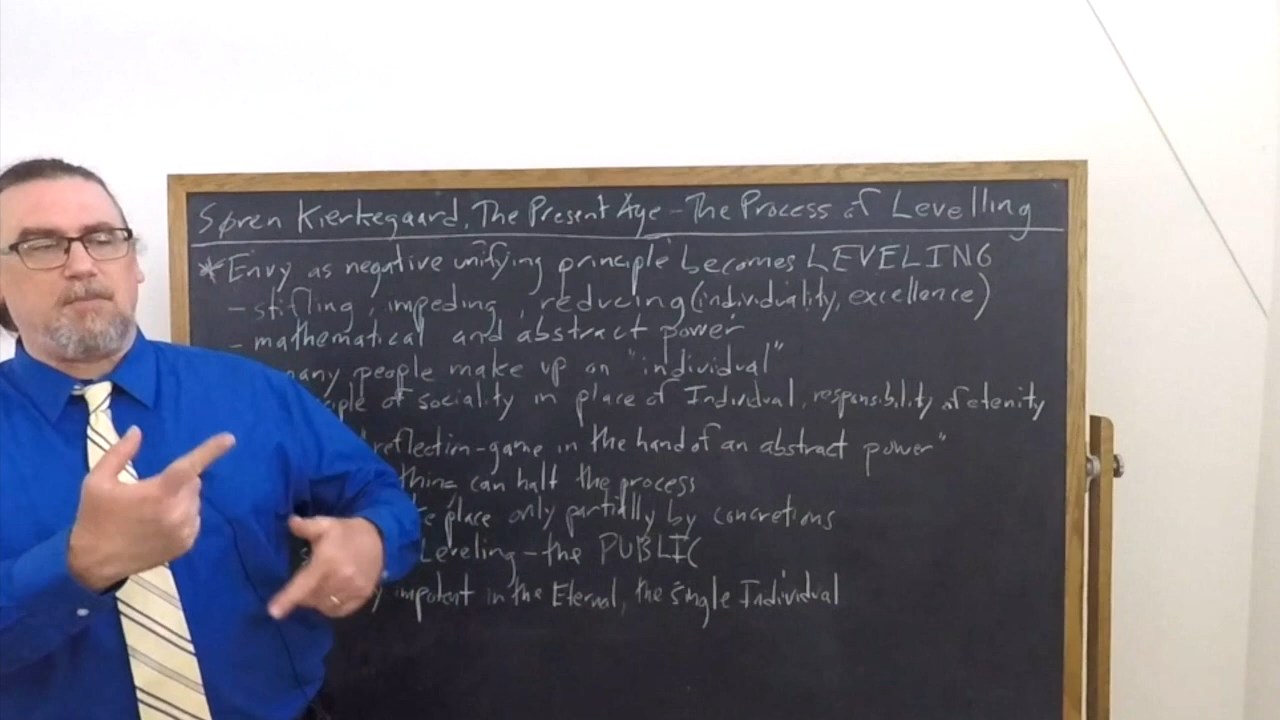 Søren Kierkegaard, The Present Age - The Process of Levelling
* Envy as negative unifying principle becomes LEVELING
- stifling, impeding, reducing (individuality, excellence)
- mathematical and abstract power
many people make up an "individual"
ciple of sociality in place of Individual, responsibility of etenity
reflection-game in the hand of an abstract power"
thing can halt the process
place only partially by concretions
Leveling - the PUBLIC
impotent in the Eternal, the single Individual